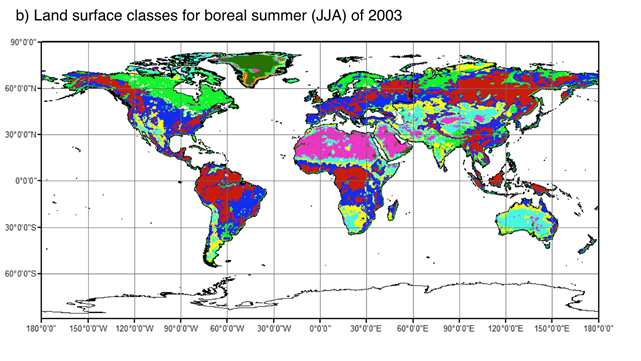 b) Land surface classes for boreal summer (JJA) of 2003
90°0'0"
60°0'0"N
30°0'0"N
0°0'0"
30°0'0"S
60°0'0"S
180°0'0" 150°0'0"W 120°0'0"W 90°0'0"W 60°0'0"W 30°0'0"W 0°0'0" 30°0'0"E 60°0'0"E 90°0'0"E 120°0'0"E 150°0'0"E 180°0'0"